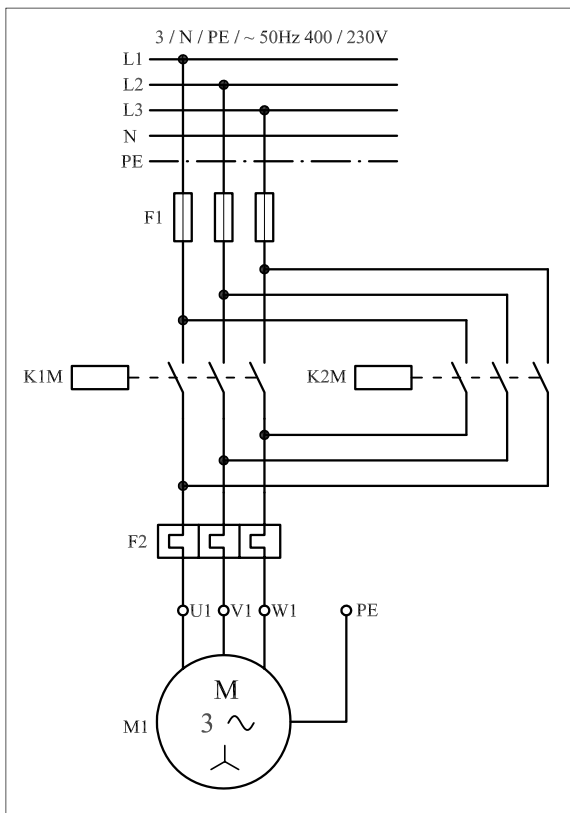 3 / N / PE / ~ 50Hz 400 / 230V
L1
L2
L3
N
PE
F1
K1M
K2M
F2
U1 V1 W1 PE
M
M1
3